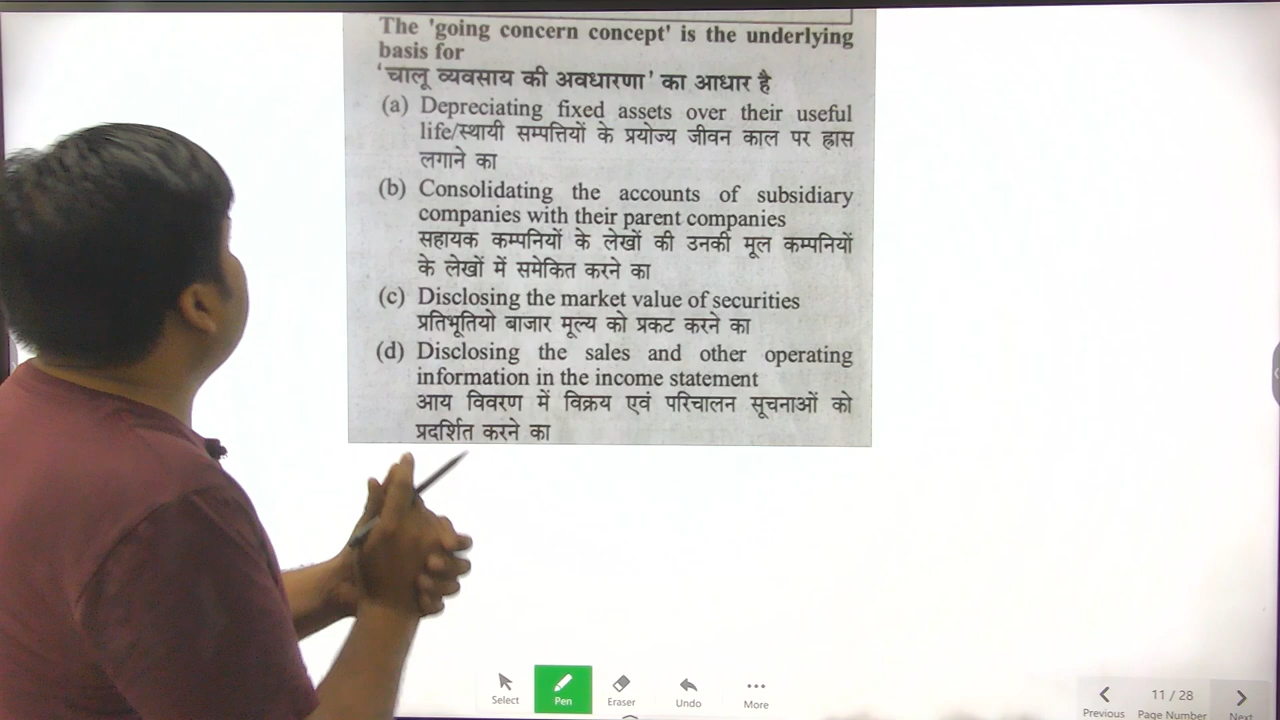 The 'going concern concept' is the underlying
basis for
'चालू व्यवसाय की अवधारणा' का आधार है
(a) Depreciating fixed assets over their useful
life/स्थायी सम्पत्तियों के प्रयोज्य जीवन काल पर ह्रास
लगाने का
(b) Consolidating the accounts of subsidiary
companies with their parent companies
सहायक कम्पनियों के लेखों की उनकी मूल कम्पनियों
के लेखों में समेकित करने का
(c) Disclosing the market value of securities
प्रतिभूतियो बाजार मूल्य को प्रकट करने का
(d) Disclosing the sales and other operating
information in the income statement
आय विवरण में विक्रय एवं परिचालन सूचनाओं को
प्रदर्शित करने का
Select Pen Eraser Undo More
11 / 28
Previous Page Number Next